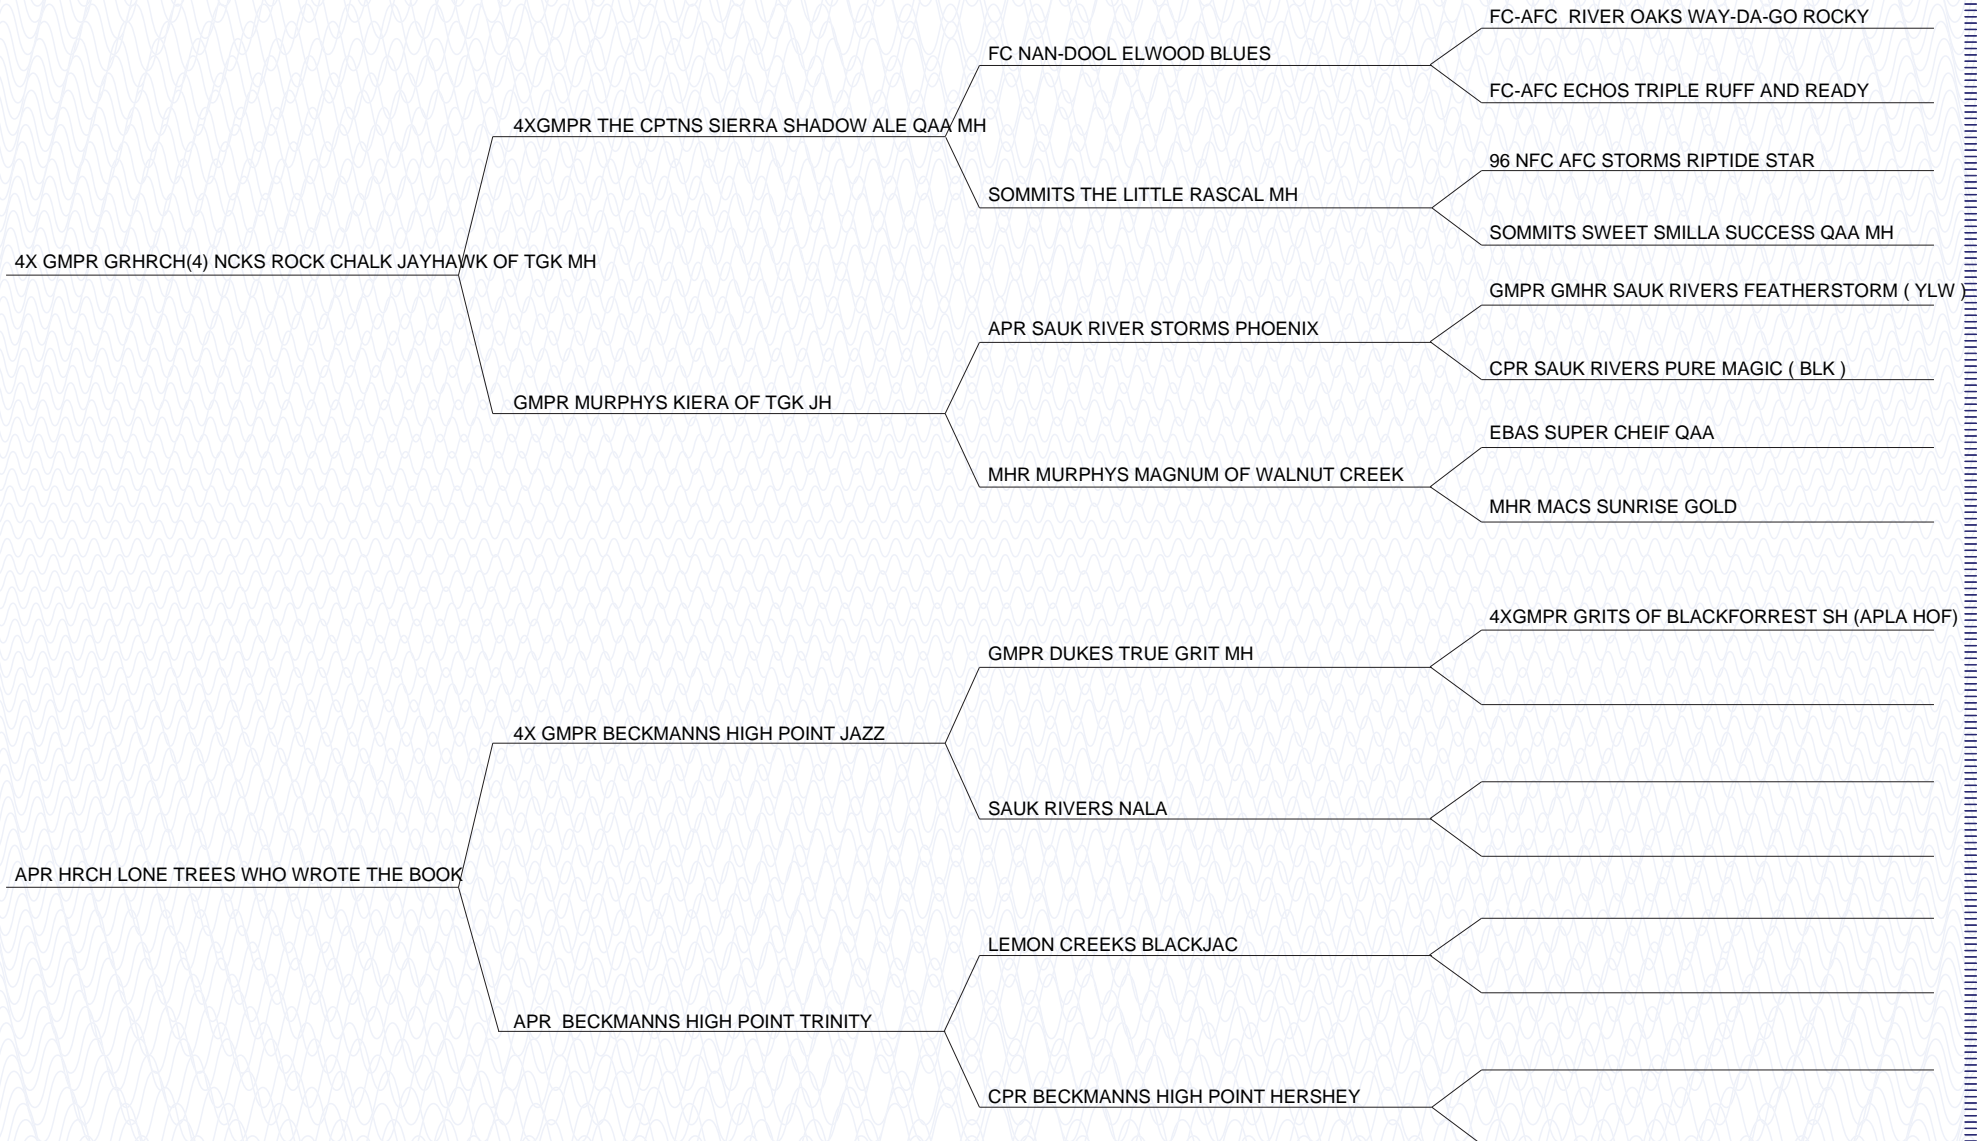 FC-AFC  RIVER OAKS WAY-DA-GO ROCKY
FC NAN-DOOL ELWOOD BLUES
FC-AFC ECHOS TRIPLE RUFF AND READY
4XGMPR THE CPTNS SIERRA SHADOW ALE QAA MH
96 NFC AFC STORMS RIPTIDE STAR
SOMMITS THE LITTLE RASCAL MH
SOMMITS SWEET SMILLA SUCCESS QAA MH
4X GMPR GRHRCH(4) NCKS ROCK CHALK JAYHAWK OF TGK MH
GMPR GMHR SAUK RIVERS FEATHERSTORM ( YLW )
APR SAUK RIVER STORMS PHOENIX
CPR SAUK RIVERS PURE MAGIC ( BLK )
GMPR MURPHYS KIERA OF TGK JH
EBAS SUPER CHEIF QAA
MHR MURPHYS MAGNUM OF WALNUT CREEK
MHR MACS SUNRISE GOLD
4XGMPR GRITS OF BLACKFORREST SH (APLA HOF)
GMPR DUKES TRUE GRIT MH
4X GMPR BECKMANNS HIGH POINT JAZZ
SAUK RIVERS NALA
APR HRCH LONE TREES WHO WROTE THE BOOK
LEMON CREEKS BLACKJAC
APR  BECKMANNS HIGH POINT TRINITY
CPR BECKMANNS HIGH POINT HERSHEY